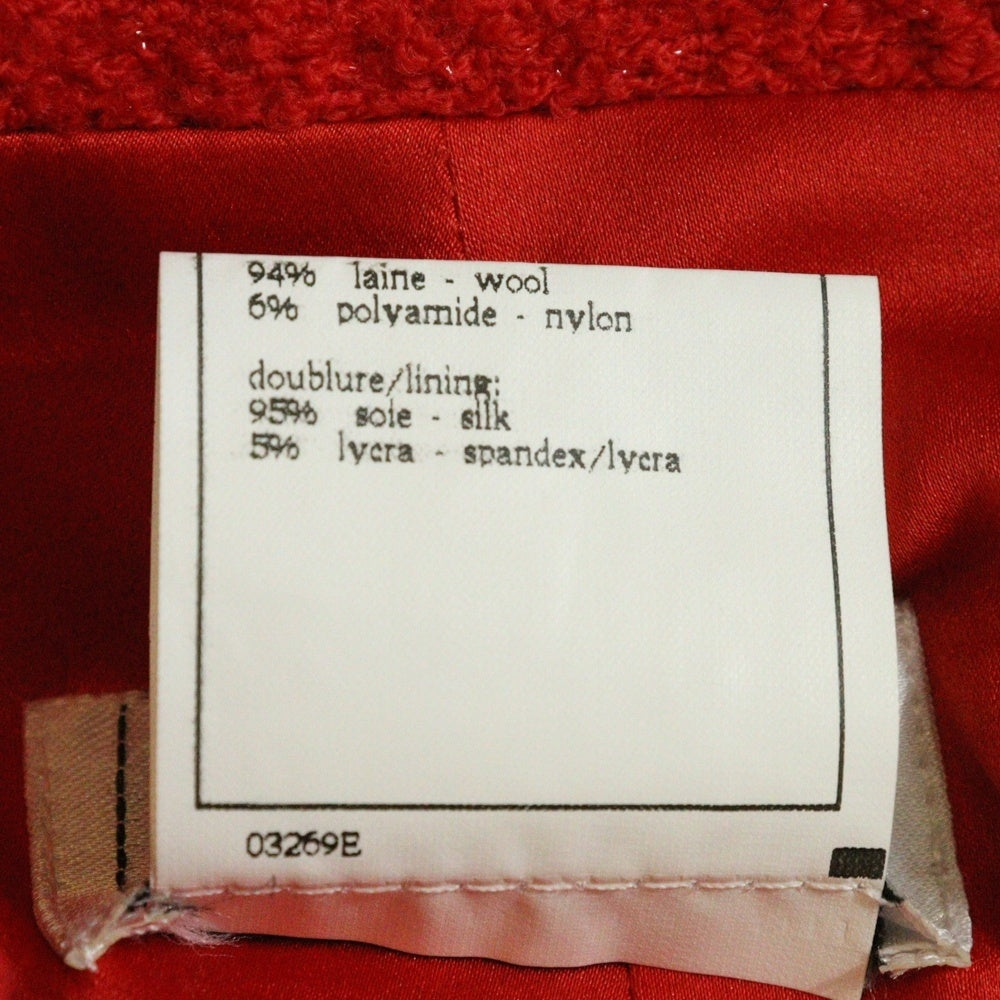 94% laine - wool
6% polyamide - nylon
doublure/lining:
95% soie - silk
5% lycra - spandex/lycra
03269E